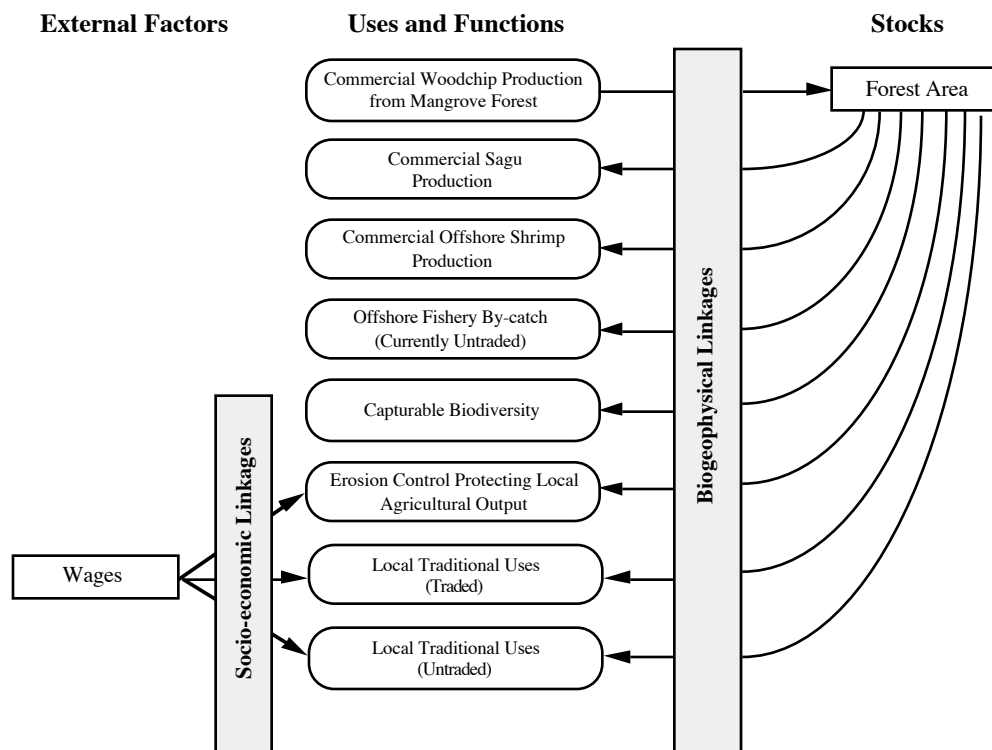 External Factors
Uses and Functions
Stocks
Commercial Woodchip Production
from Mangrove Forest
Forest Area
Commercial Sagu
Production
Commercial Offshore Shrimp
Production
Offshore Fishery By-catch
(Currently Untraded)
Capturable Biodiversity
Erosion Control Protecting Local
Agricultural Output
Wages
Local Traditional Uses
(Traded)
Local Traditional Uses
(Untraded)
Socio-economic Linkages
Biogeophysical Linkages